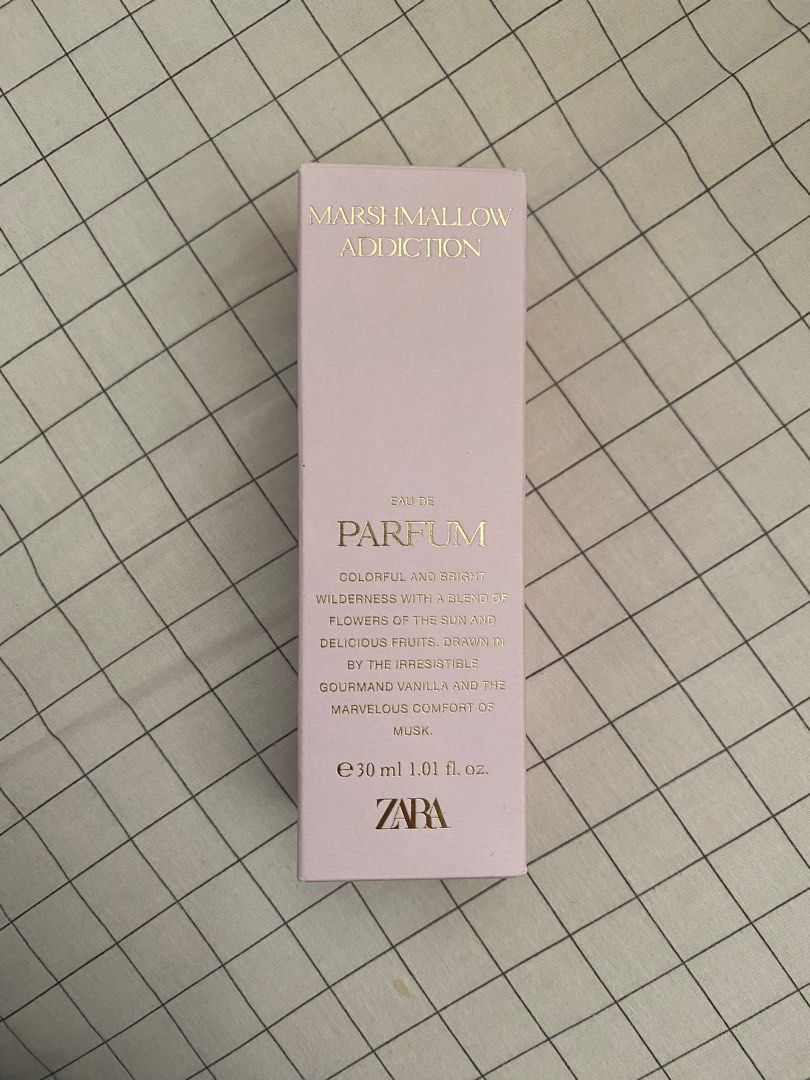 MARSHMALLOW
ADDICTION
EAU DE
PARFUM
COLORFUL AND BRIGHT
WILDERNESS WITH A BLEND OF
FLOWERS OF THE SUN AND
DELICIOUS FRUITS. DRAWN IN
BY THE IRRESISTIBLE
GOURMAND VANILLA AND THE
MARVELOUS COMFORT OF
MUSK.
℮30 ml 1.01 fl. oz.
ZARA